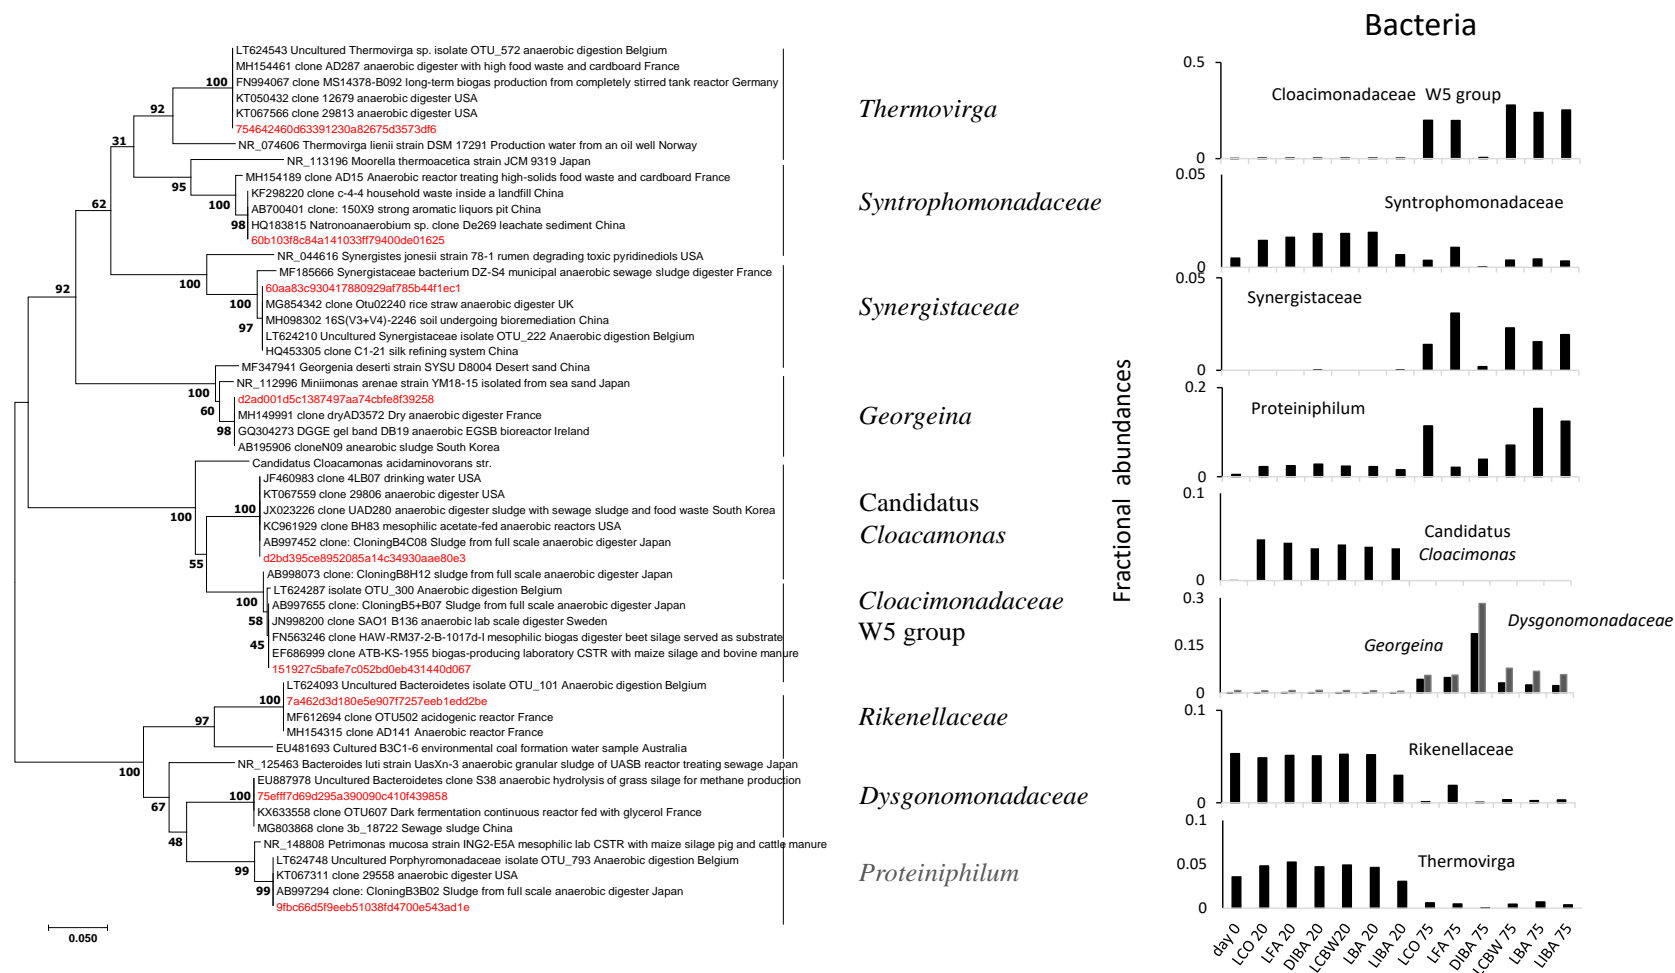 Bacteria
LT624543 Uncultured Thermovirga sp. isolate OTU_572 anaerobic digestion Belgium
MH154461 clone AD287 anaerobic digester with high food waste and cardboard France
FN994067 clone MS14378-B092 long-term biogas production from completely stirred tank reactor Germany
KT050432 clone 12679 anaerobic digester USA
KT067566 clone 29813 anaerobic digester USA
754642460d63391230a82675d3573df6
NR_074606 Thermovirga lienii strain DSM 17291 Production water from an oil well Norway
NR_113196 Moorella thermoacetica strain JCM 9319 Japan
MH154189 clone AD15 Anaerobic reactor treating high-solids food waste and cardboard France
KF298220 clone c-4-4 household waste inside a landfill China
AB700401 clone: 150X9 strong aromatic liquors pit China
HQ183815 Natronoanaerobium sp. clone De269 leachate sediment China
60b103f8c84a141033ff79400de01625
NR_044616 Synergistes jonesii strain 78-1 rumen degrading toxic pyridinediols USA
MF185666 Synergistaceae bacterium DZ-S4 municipal anaerobic sewage sludge digester France
60aa83c930417880929af785b44f1ec1
MG854342 clone Otu02240 rice straw anaerobic digester UK
MH098302 16S(V3+V4)-2246 soil undergoing bioremediation China
LT624210 Uncultured Synergistaceae isolate OTU_222 Anaerobic digestion Belgium
HQ453305 clone C1-21 silk refining system China
MF347941 Georgenia deserti strain SYSU D8004 Desert sand China
NR_112996 Miniimonas arenae strain YM18-15 isolated from sea sand Japan
d2ad001d5c1387497aa74cbfe8f39258
MH149991 clone dryAD3572 Dry anaerobic digester France
GQ304273 DGGE gel band DB19 anaerobic EGSB bioreactor Ireland
AB195906 cloneN09 anearobic sludge South Korea
Candidatus Cloacamonas acidaminovorans str.
JF460983 clone 4LB07 drinking water USA
KT067559 clone 29806 anaerobic digester USA
JX023226 clone UAD280 anaerobic digester sludge with sewage sludge and food waste South Korea
KC961929 clone BH83 mesophilic acetate-fed anaerobic reactors USA
AB997452 clone: CloningB4C08 Sludge from full scale anaerobic digester Japan
d2bd395ce8952085a14c34930aae80e3
AB998073 clone: CloningB8H12 sludge from full scale anaerobic digester Japan
LT624287 isolate OTU_300 Anaerobic digestion Belgium
AB997655 clone: CloningB5+B07 Sludge from full scale anaerobic digester Japan
JN998200 clone SAO1 B136 anaerobic lab scale digester Sweden
FN563246 clone HAW-RM37-2-B-1017d-I mesophilic biogas digester beet silage served as substrate
EF686999 clone ATB-KS-1955 biogas-producing laboratory CSTR with maize silage and bovine manure
151927c5bafe7c052bd0eb431440d067
LT624093 Uncultured Bacteroidetes isolate OTU_101 Anaerobic digestion Belgium
7a462d3d180e5e907f7257eeb1edd2be
MF612694 clone OTU502 acidogenic reactor France
MH154315 clone AD141 Anaerobic reactor France
EU481693 Cultured B3C1-6 environmental coal formation water sample Australia
NR_125463 Bacteroides luti strain UasXn-3 anaerobic granular sludge of UASB reactor treating sewage Japan
EU887978 Uncultured Bacteroidetes clone S38 anaerobic hydrolysis of grass silage for methane production
75efff7d69d295a390090c410f439858
KX633558 clone OTU607 Dark fermentation continuous reactor fed with glycerol France
MG803868 clone 3b_18722 Sewage sludge China
NR_148808 Petrimonas mucosa strain ING2-E5A mesophilic lab CSTR with maize silage pig and cattle manure
LT624748 Uncultured Porphyromonadaceae isolate OTU_793 Anaerobic digestion Belgium
KT067311 clone 29558 anaerobic digester USA
AB997294 clone: CloningB3B02 Sludge from full scale anaerobic digester Japan
9fbc66d5f9eeb51038fd4700e543ad1e
100
92
31
95
100
98
62
100
100
97
92
100
60
98
100
100
55
100
58
45
100
97
100
67
100
48
99
99
0.050
Thermovirga
Syntrophomonadaceae
Synergistaceae
Georgeina
Candidatus
Cloacamonas
Cloacimonadaceae
W5 group
Rikenellaceae
Dysgonomonadaceae
Proteiniphilum
Fractional abundances
0.5
Cloacimonadaceae W5 group
0
0.05
Syntrophomonadaceae
0
0.05
Synergistaceae
0
0.2
Proteiniphilum
0
0.1
Candidatus
Cloacimonas
0
0.3
Dysgonomonadaceae
Georgeina
0.15
0
0.1
Rikenellaceae
0
0.1
Thermovirga
0.05
0
day 0
LCO 20
LFA 20
DIBA 20
LCBW20
LBA 20
LIBA 20
LCO 75
LFA 75
DIBA 75
LCBW 75
LBA 75
LIBA 75